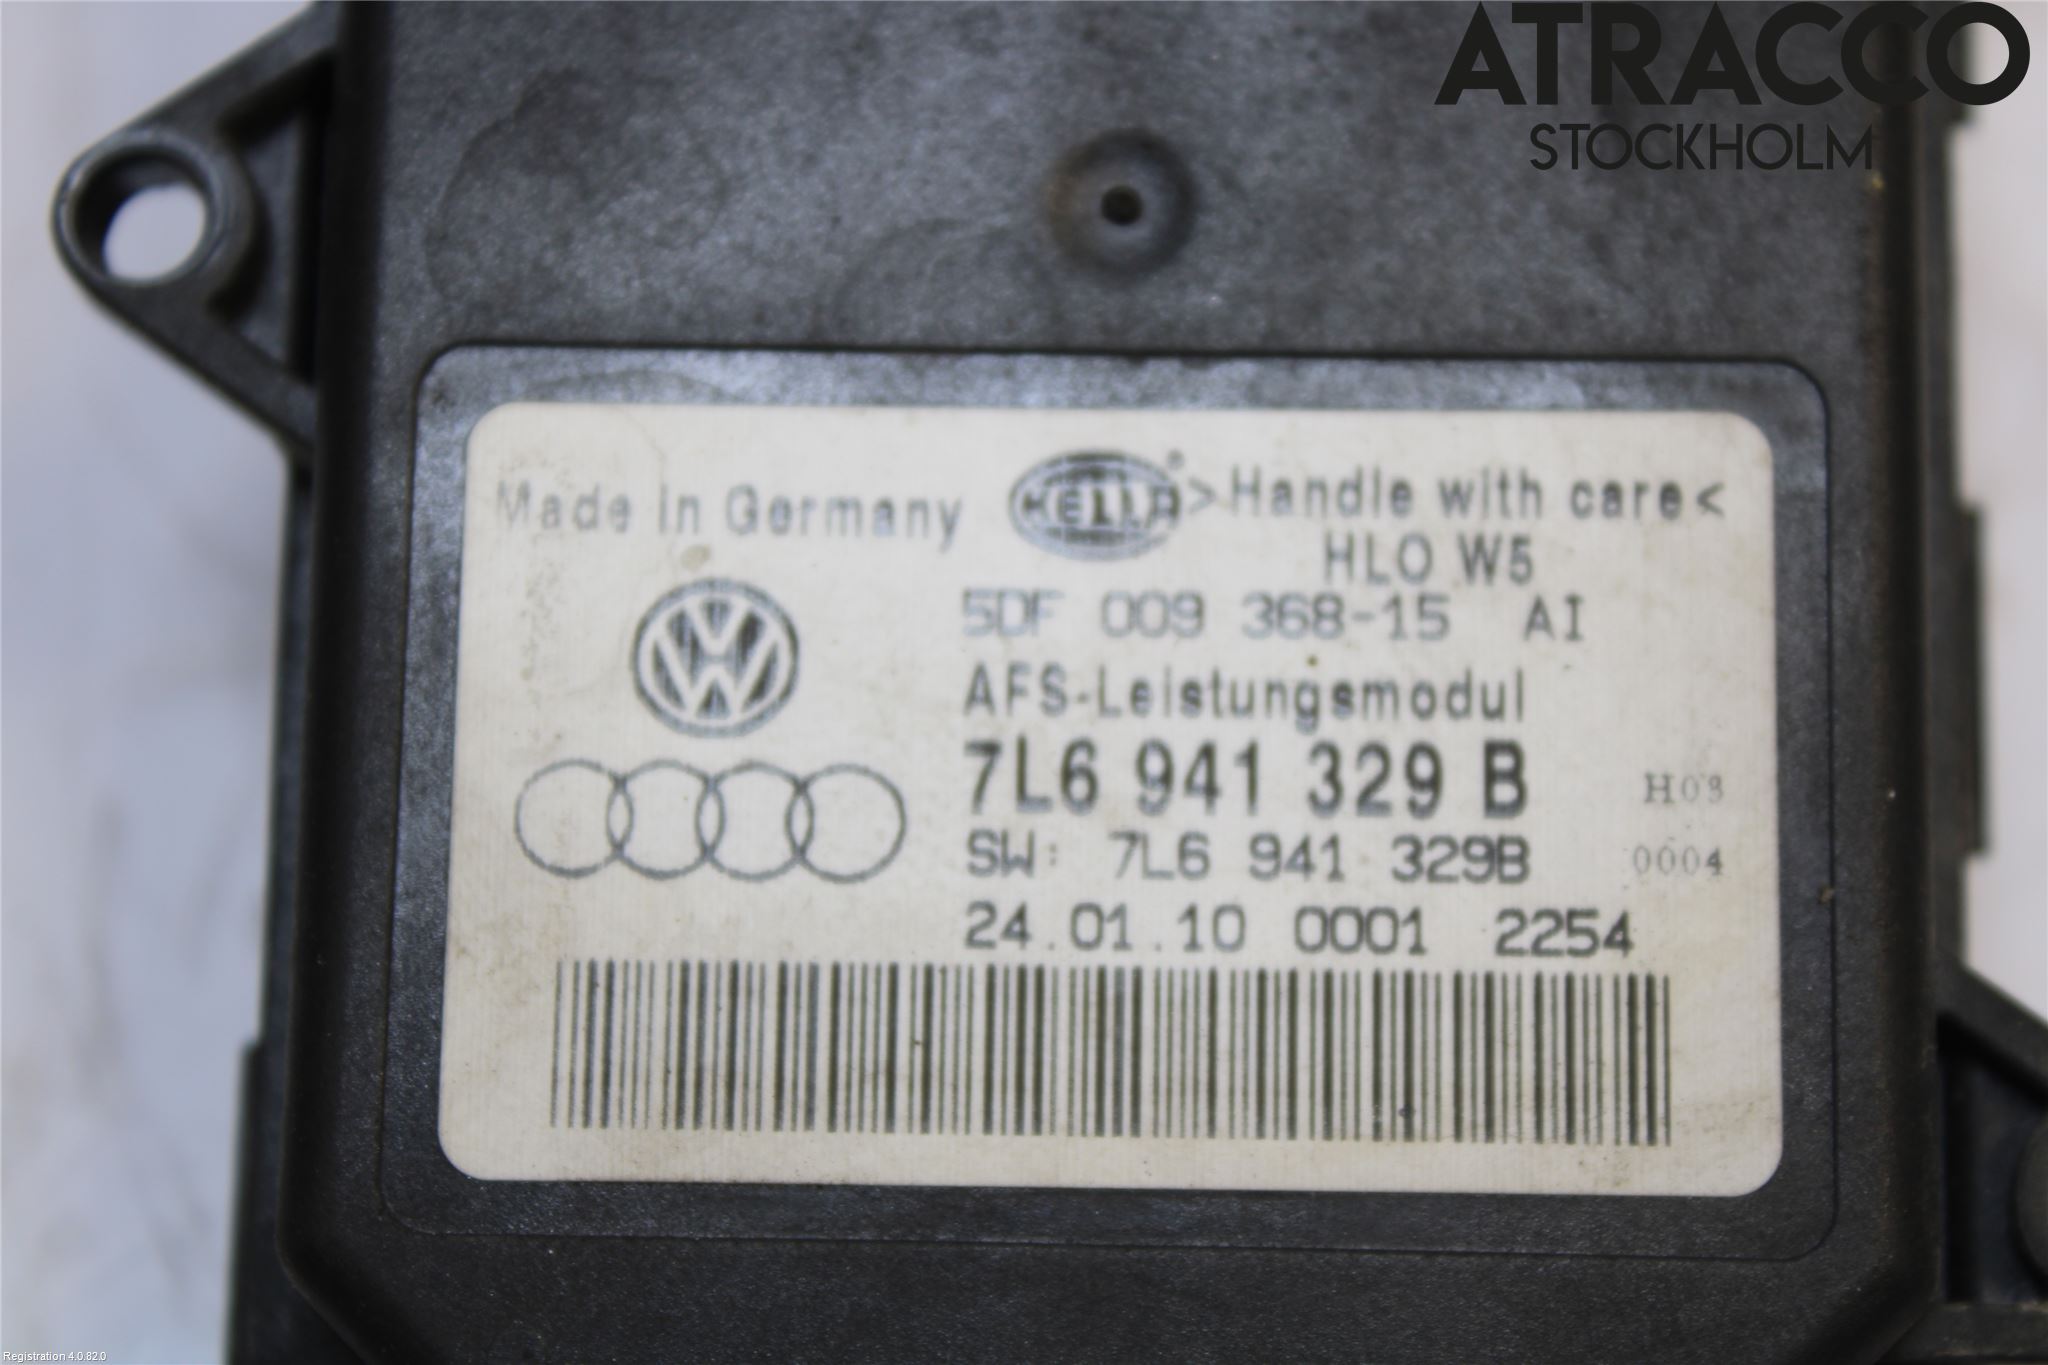 ATRACCO
STOCKHOLM
Made in Germany
HELLA
>Handle with care<
HLO W5
5DF 009 368-15 AI
AFS-Leistungsmodul
7L6 941 329 B
H03
SW: 7L6 941 329B
0004
24.01.10 0001 2254
Registration 4.0.82.0